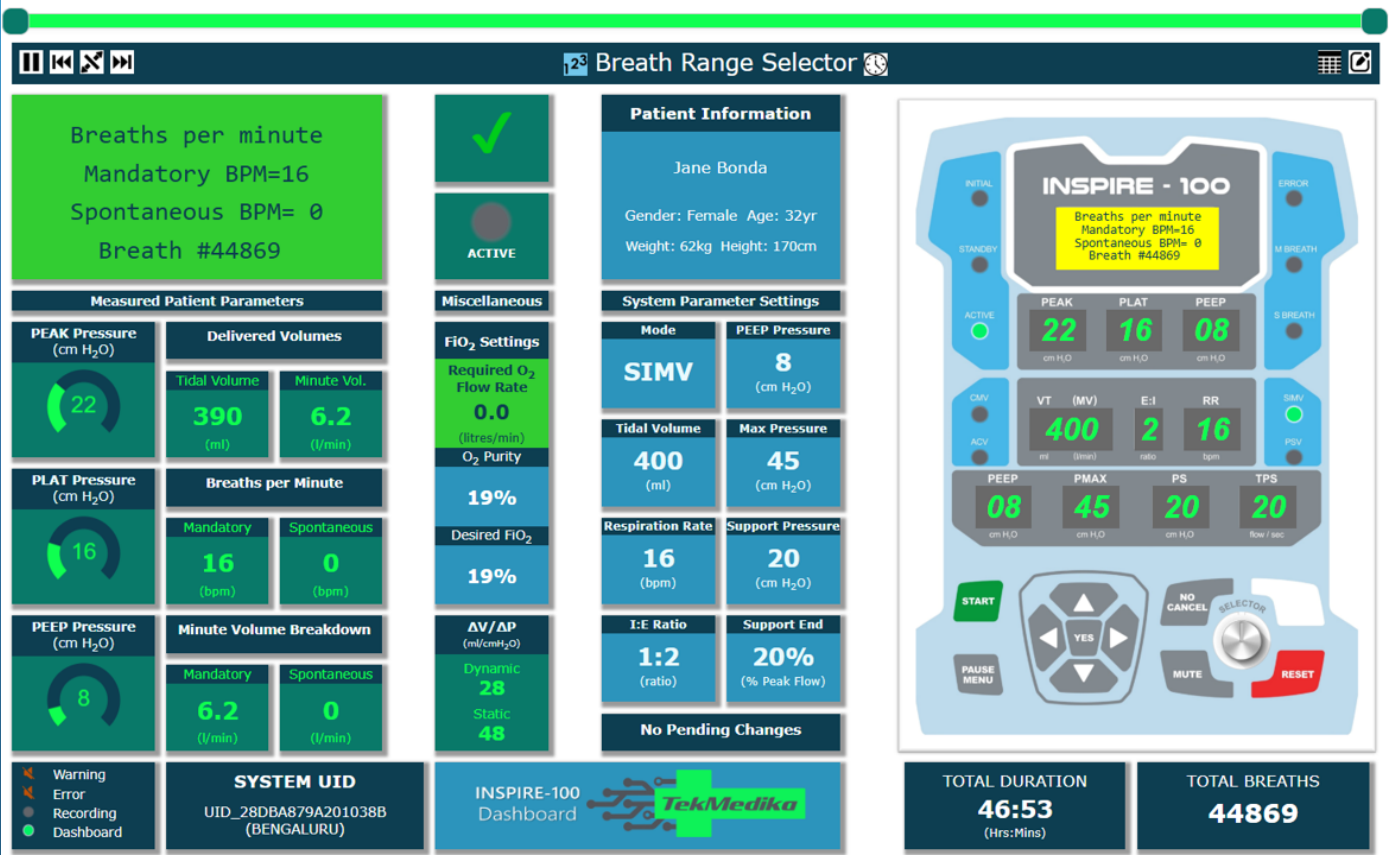 123 Breath Range Selector
Breaths per minute
Mandatory BPM=16
Spontaneous BPM= 0
Breath #44869
ACTIVE
Patient Information
Jane Bonda
Gender: Female Age: 32yr
Weight: 62kg Height: 170cm
Measured Patient Parameters
PEAK Pressure
(cm H₂O)
22
Delivered Volumes
Tidal Volume
390
(ml)
Minute Vol.
6.2
(l/min)
PLAT Pressure
(cm H₂O)
16
Breaths per Minute
Mandatory
16
(bpm)
Spontaneous
0
(bpm)
PEEP Pressure
(cm H₂O)
8
Minute Volume Breakdown
Mandatory
6.2
(l/min)
Spontaneous
0
(l/min)
Miscellaneous
FiO₂ Settings
Required O₂
Flow Rate
0.0
(litres/min)
O₂ Purity
19%
Desired FiO₂
19%
ΔV/ΔP
(ml/cmH₂O)
Dynamic
28
Static
48
System Parameter Settings
Mode
SIMV
PEEP Pressure
8
(cm H₂O)
Tidal Volume
400
(ml)
Max Pressure
45
(cm H₂O)
Respiration Rate
16
(bpm)
Support Pressure
20
(cm H₂O)
I:E Ratio
1:2
(ratio)
Support End
20%
(% Peak Flow)
No Pending Changes
INSPIRE - 100
Breaths per minute
Mandatory BPM=16
Spontaneous BPM= 0
Breath #44869
INITIAL
STANDBY
ACTIVE
ERROR
M BREATH
S BREATH
PEAK PLAT PEEP
22 16 08
cm H₂O cm H₂O cm H₂O
CMV
ACV
VT (MV) E:I RR
400 2 16
ml (l/min) ratio bpm
SIMV
PSV
PEEP PMAX PS TPS
08 45 20 20
cm H₂O cm H₂O cm H₂O flow / sec
START
PAUSE
MENU
YES
NO
CANCEL
SELECTOR
MUTE
RESET
Warning
Error
Recording
Dashboard
SYSTEM UID
UID_28DBA879A201038B
(BENGALURU)
INSPIRE-100
Dashboard
TekMedika
TOTAL DURATION
46:53
(Hrs:Mins)
TOTAL BREATHS
44869